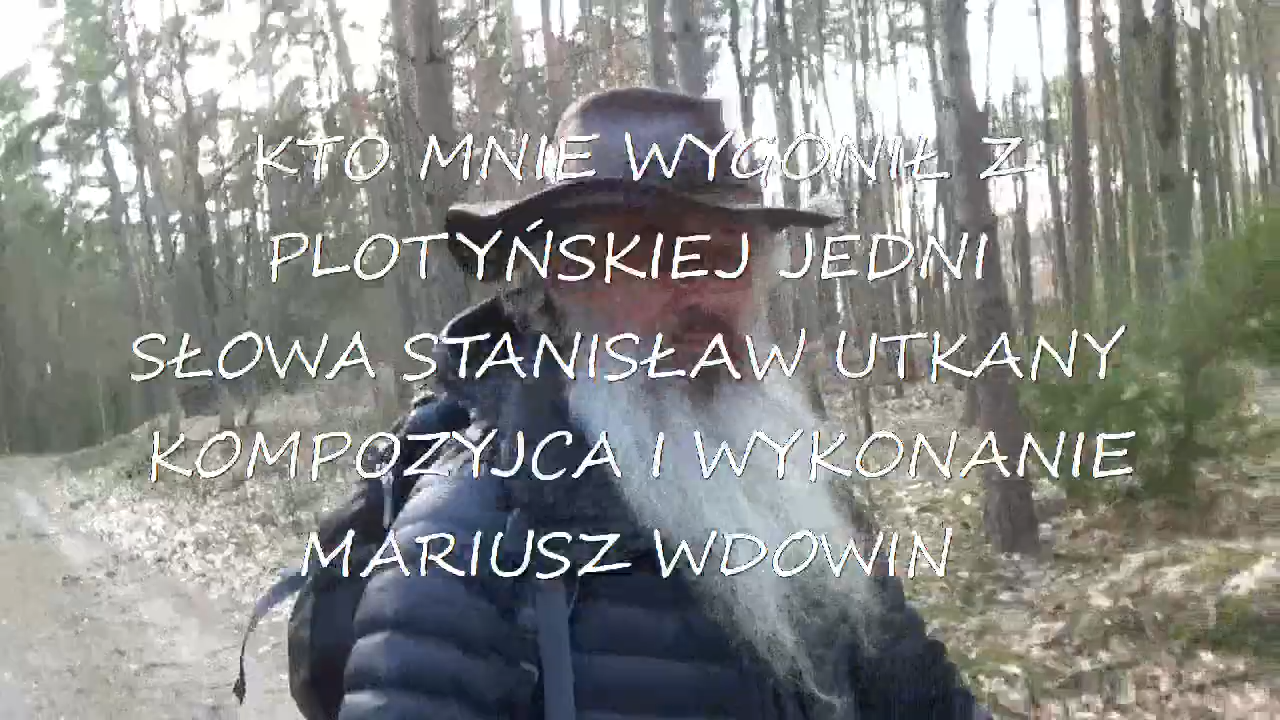 KTO MNIE WYGONIŁ Z
PLOTYŃSKIEJ JEDNI
SŁOWA STANISŁAW UTKANY
KOMPOZYJCA I WYKONANIE
MARIUSZ WDOWIN